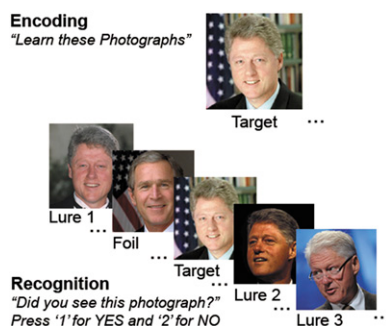 Encoding
“Learn these Photographs”
Target ...
Lure 1
...
Foil
...
Target
...
Lure 2
...
Lure 3
...
Recognition
“Did you see this photograph?”
Press ‘1’ for YES and ‘2’ for NO